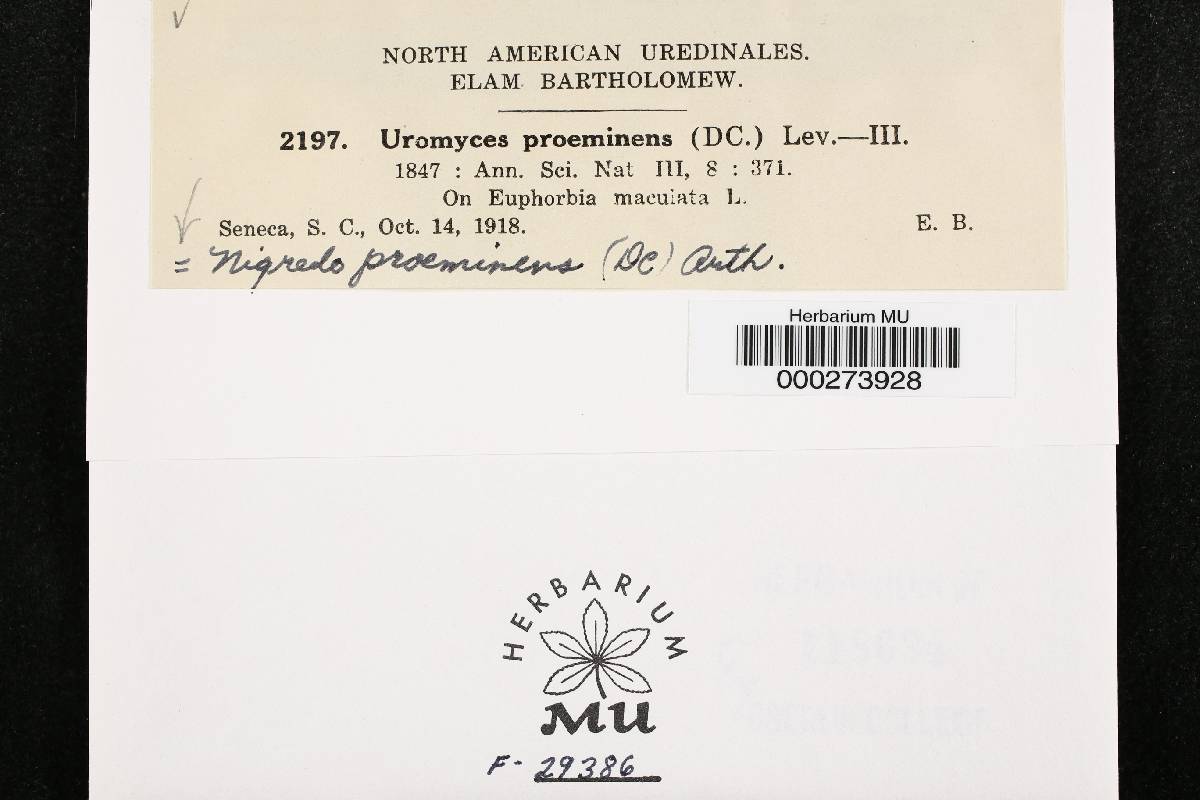 NORTH AMERICAN UREDINALES.
ELAM BARTHOLOMEW.
2197. Uromyces proeminens (DC.) Lev.—III.
1847 : Ann. Sci. Nat III, 8 : 371.
On Euphorbia maculata L.
Seneca, S. C., Oct. 14, 1918. E. B.
= Nigredo proeminens (DC) Arth.
Herbarium MU
000273928
HERBARIUM
MU
F- 29386